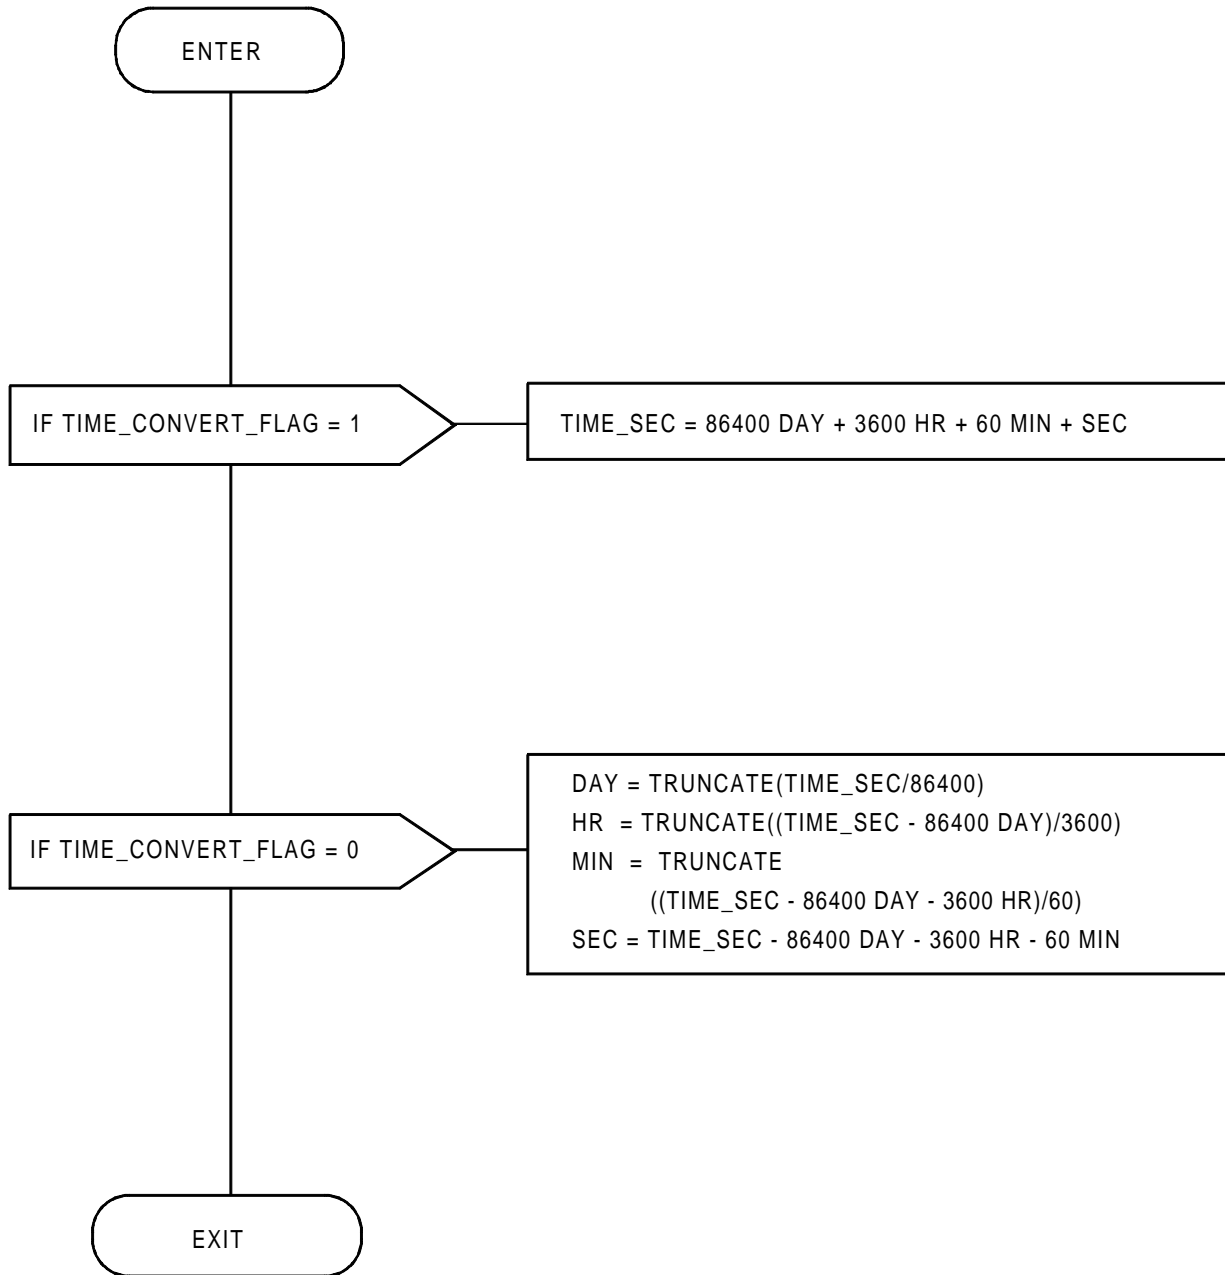 ENTER
IF TIME_CONVERT_FLAG = 1
TIME_SEC = 86400 DAY + 3600 HR + 60 MIN + SEC
IF TIME_CONVERT_FLAG = 0
DAY = TRUNCATE(TIME_SEC/86400)
HR = TRUNCATE((TIME_SEC - 86400 DAY)/3600)
MIN = TRUNCATE
((TIME_SEC - 86400 DAY - 3600 HR)/60)
SEC = TIME_SEC - 86400 DAY - 3600 HR - 60 MIN
EXIT